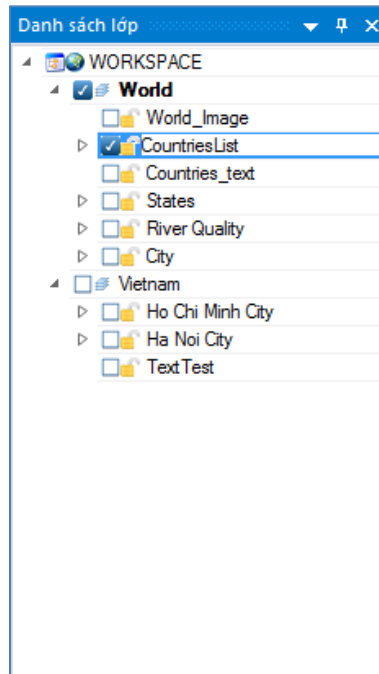 Danh sách lớp
WORKSPACE
World
World_Image
CountriesList
Countries_text
States
River Quality
City
Vietnam
Ho Chi Minh City
Ha Noi City
TextTest